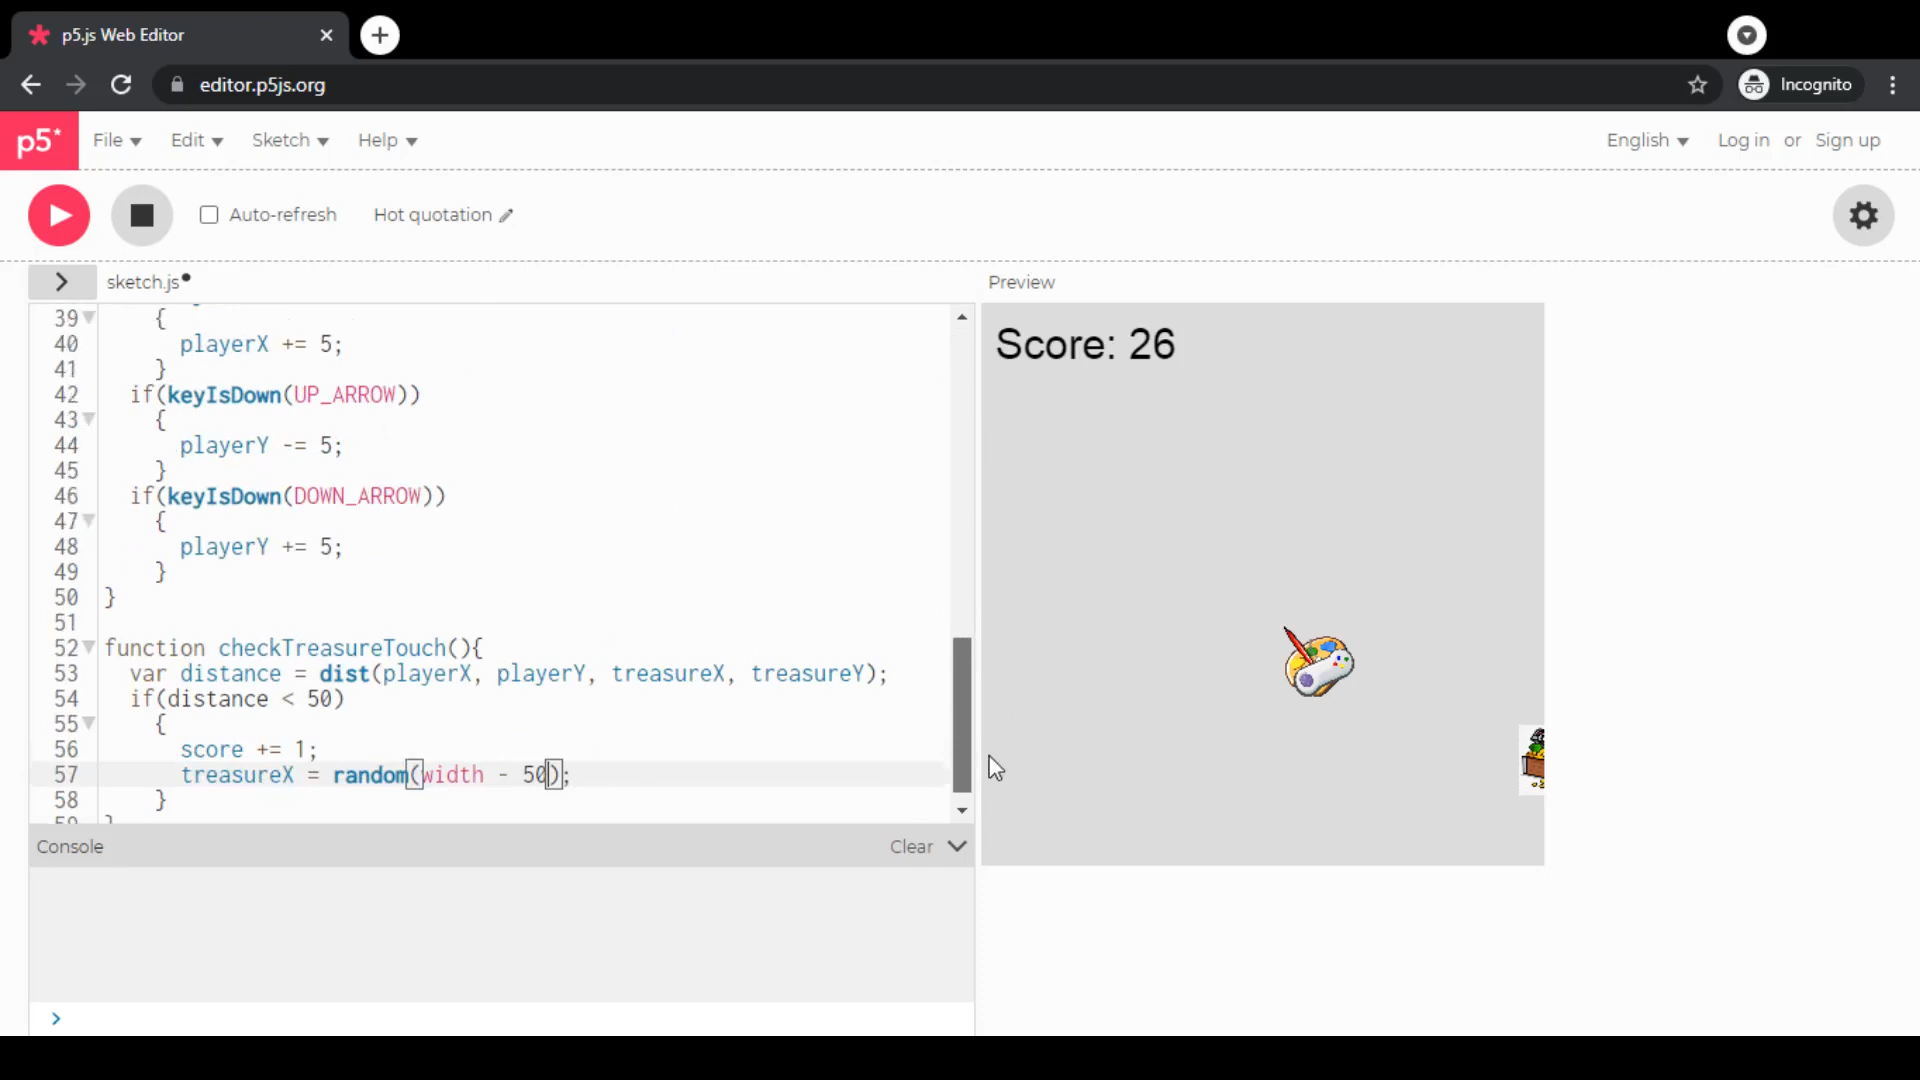 p5.js Web Editor
editor.p5js.org
Incognito
p5*
File
Edit
Sketch
Help
English
Log in or Sign up
Auto-refresh
Hot quotation
sketch.js
Preview
39 {
40 playerX += 5;
41 }
42 if(keyIsDown(UP_ARROW))
43 {
44 playerY -= 5;
45 }
46 if(keyIsDown(DOWN_ARROW))
47 {
48 playerY += 5;
49 }
50 }
51
52 function checkTreasureTouch(){
53 var distance = dist(playerX, playerY, treasureX, treasureY);
54 if(distance < 50)
55 {
56 score += 1;
57 treasureX = random(width - 50);
58 }
Score: 26
Console
Clear
>